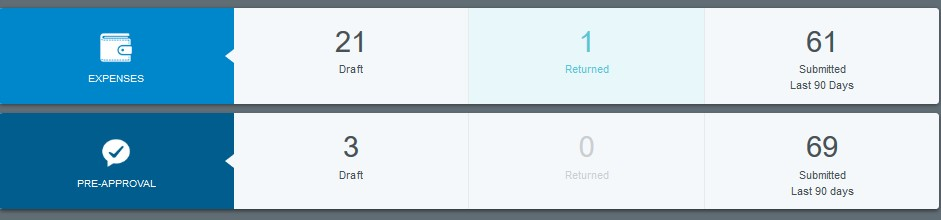 EXPENSES
21
Draft
1
Returned
61
Submitted
Last 90 Days
PRE-APPROVAL
3
Draft
0
Returned
69
Submitted
Last 90 days